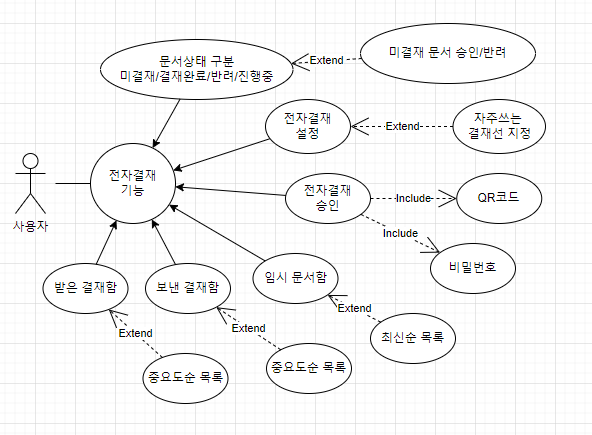 문서상태 구분
미결재/결재완료/반려/진행중
Extend
미결재 문서 승인/반려
전자결재
설정
Extend
자주쓰는
결재선 지정
전자결재
기능
사용자
전자결재
승인
Include
QR코드
Include
비밀번호
받은 결재함
보낸 결재함
임시 문서함
Extend
Extend
Extend
최신순 목록
중요도순 목록
중요도순 목록